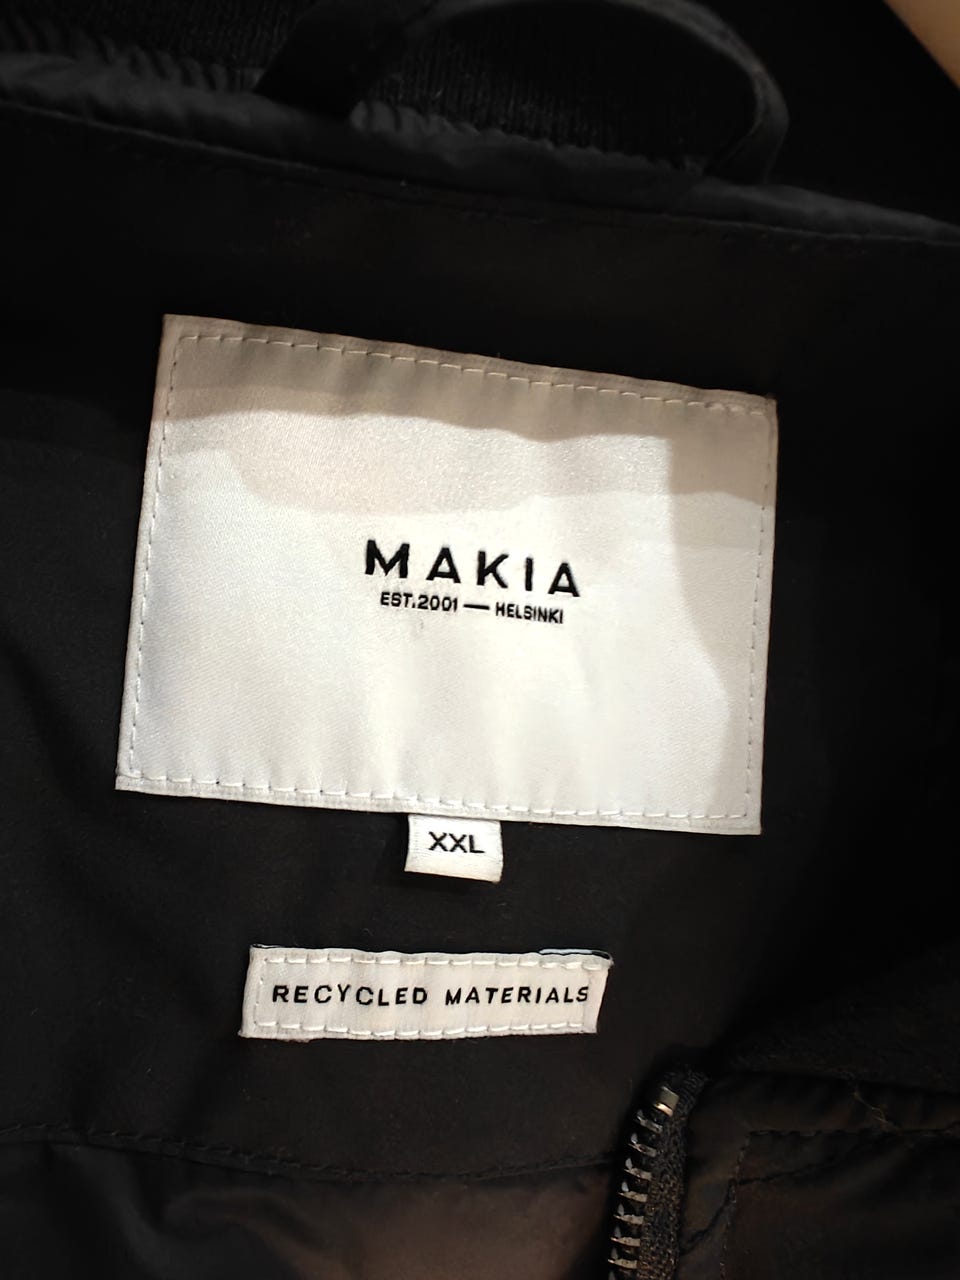 MAKIA
EST.2001 — HELSINKI
XXL
RECYCLED MATERIALS